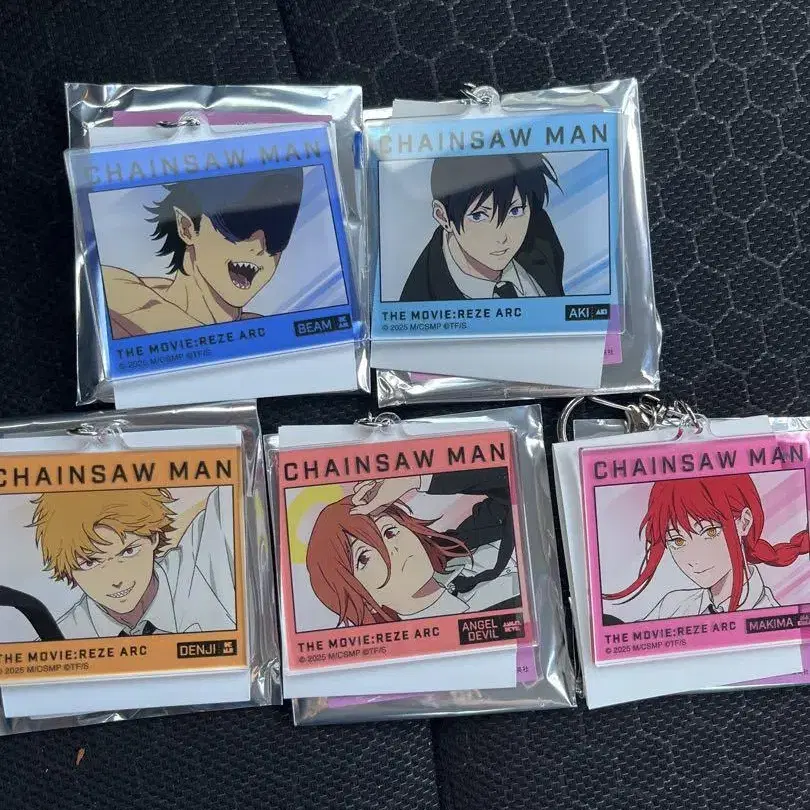 CHAINSAW MAN
THE MOVIE:REZE ARC
BEAM
© 2025 M/CSMP ©TF/S
CHAINSAW MAN
THE MOVIE:REZE ARC
AKI
© 2025 M/CSMP ©TF/S
CHAINSAW MAN
THE MOVIE:REZE ARC
DENJI
© 2025 M/CSMP ©TF/S
CHAINSAW MAN
THE MOVIE:REZE ARC
ANGEL
DEVIL
© 2025 M/CSMP ©TF/S
CHAINSAW MAN
THE MOVIE:REZE ARC
MAKIMA
© 2025 M/CSMP ©TF/S